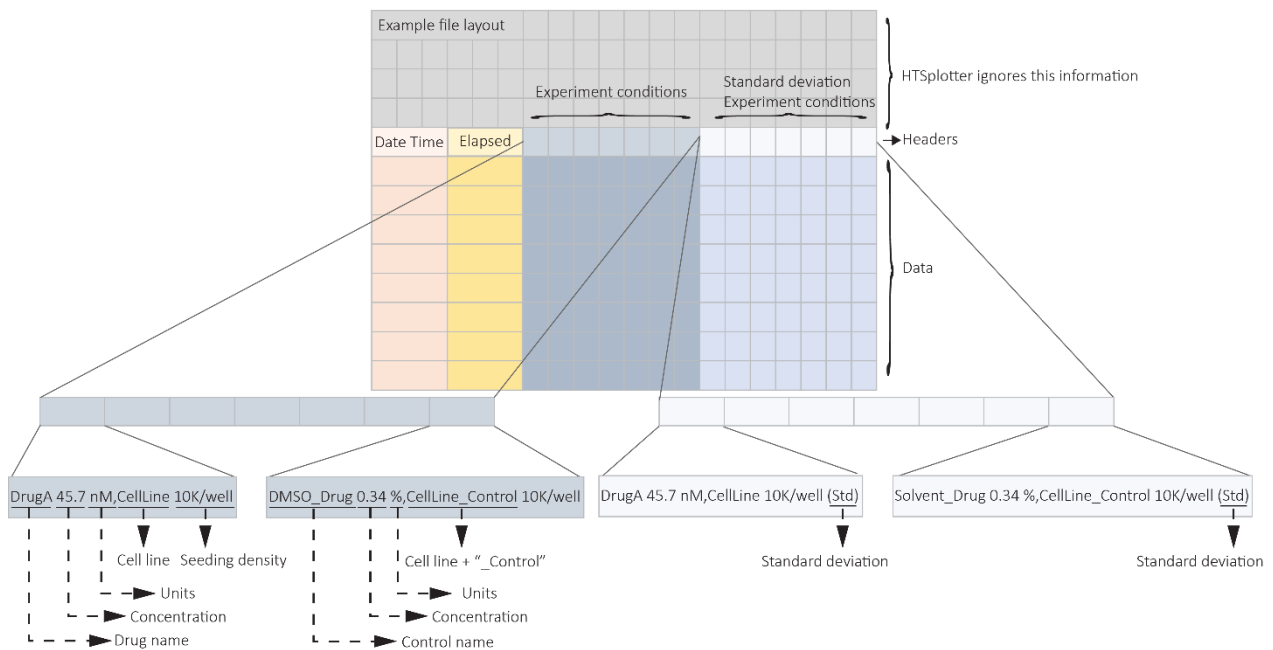 Example file layout
HTSplotter ignores this information
Experiment conditions
Standard deviation
Experiment conditions
Date Time
Elapsed
Headers
Data
DrugA 45.7 nM,CellLine 10K/well
Cell line
Seeding density
Units
Concentration
Drug name
DMSO_Drug 0.34 %,CellLine_Control 10K/well
Cell line + “_Control”
Units
Concentration
Control name
DrugA 45.7 nM,CellLine 10K/well (Std)
Standard deviation
Solvent_Drug 0.34 %,CellLine_Control 10K/well (Std)
Standard deviation